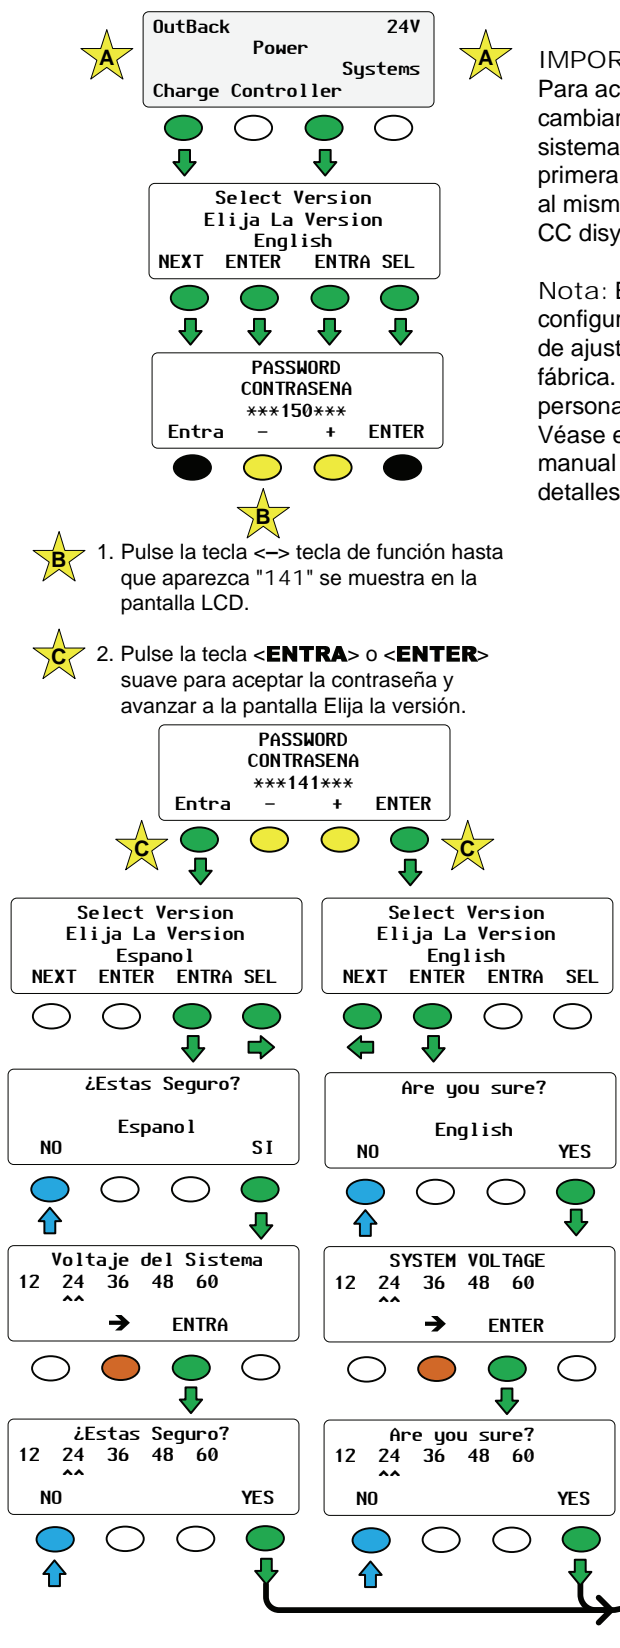 OutBack 24V
Power
Systems
Charge Controller
A
A
IMPOR
Para ac
cambiar
sistema
primera
al mism
CC disy
Select Version
Elija La Version
English
NEXT ENTER ENTRA SEL
Nota: E
configur
de ajust
fábrica.
persona
Véase e
manual
detalles
PASSWORD
CONTRASENA
***150***
Entra - + ENTER
B
B
1. Pulse la tecla <–> tecla de función hasta
que aparezca "141" se muestra en la
pantalla LCD.
C
2. Pulse la tecla <ENTRA> o <ENTER>
suave para aceptar la contraseña y
avanzar a la pantalla Elija la versión.
PASSWORD
CONTRASENA
***141***
Entra - + ENTER
C
C
Select Version
Elija La Version
Espanol
NEXT ENTER ENTRA SEL
Select Version
Elija La Version
English
NEXT ENTER ENTRA SEL
¿Estas Seguro?
Espanol
NO SI
Are you sure?
English
NO YES
Voltaje del Sistema
12 24 36 48 60
^^
➔ ENTRA
SYSTEM VOLTAGE
12 24 36 48 60
^^
➔ ENTER
¿Estas Seguro?
12 24 36 48 60
^^
NO YES
Are you sure?
12 24 36 48 60
^^
NO YES